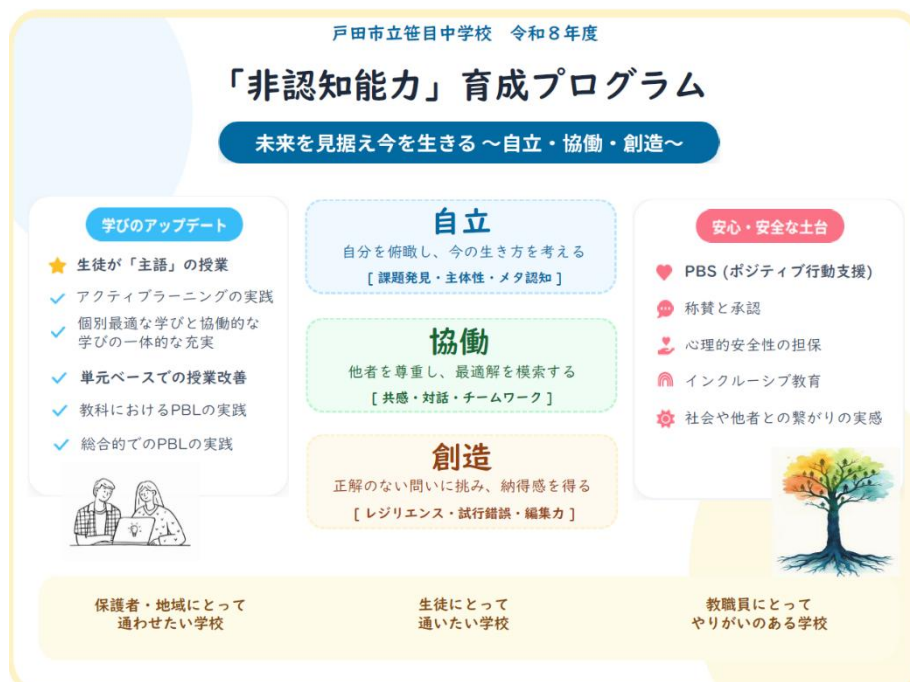 戸田市立笹目中学校　令和８年度
「非認知能力」育成プログラム
未来を見据え今を生きる ～自立・協働・創造～
学びのアップデート
生徒が「主語」の授業
アクティブラーニングの実践
個別最適な学びと協働的な
学びの一体的な充実
単元ベースでの授業改善
教科におけるPBLの実践
総合的でのPBLの実践
自立
自分を俯瞰し、今の生き方を考える
[ 課題発見・主体性・メタ認知 ]
協働
他者を尊重し、最適解を模索する
[ 共感・対話・チームワーク ]
創造
正解のない問いに挑み、納得感を得る
[ レジリエンス・試行錯誤・編集力 ]
安心・安全な土台
PBS (ポジティブ行動支援)
称賛と承認
心理的安全性の担保
インクルーシブ教育
社会や他者との繋がりの実感
保護者・地域にとって
通わせたい学校
生徒にとって
通いたい学校
教職員にとって
やりがいのある学校